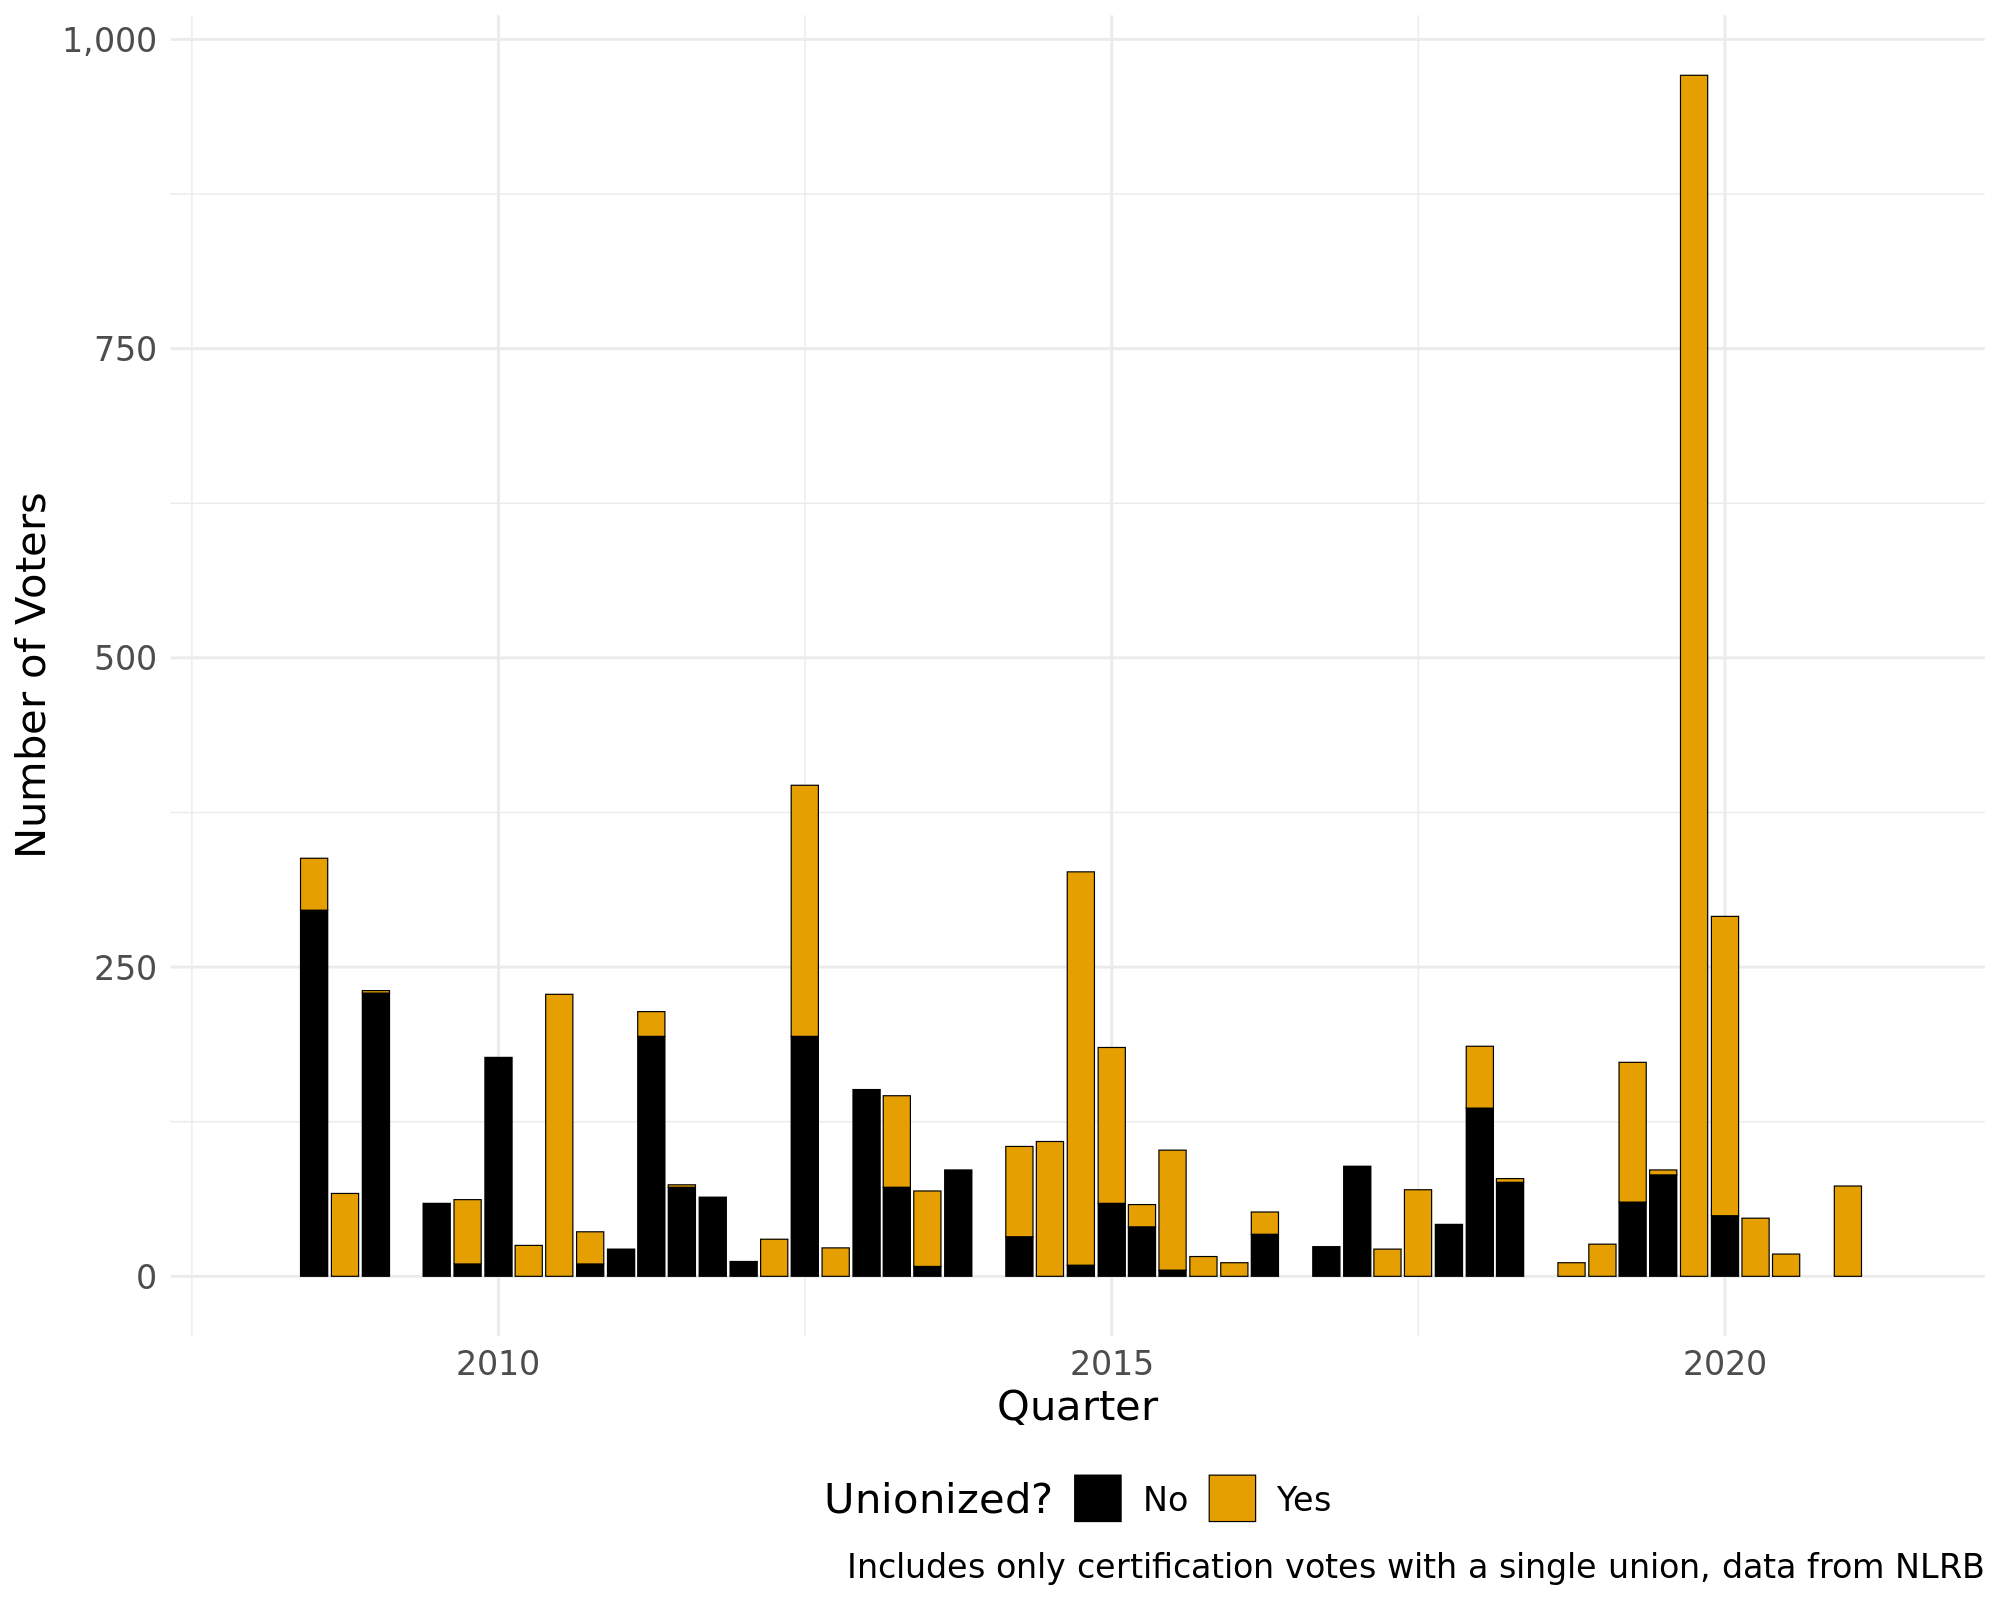 1,000
750
500
250
0
Number of Voters
2010 2015 2020
Quarter
Unionized? No Yes
Includes only certification votes with a single union, data from NLRB